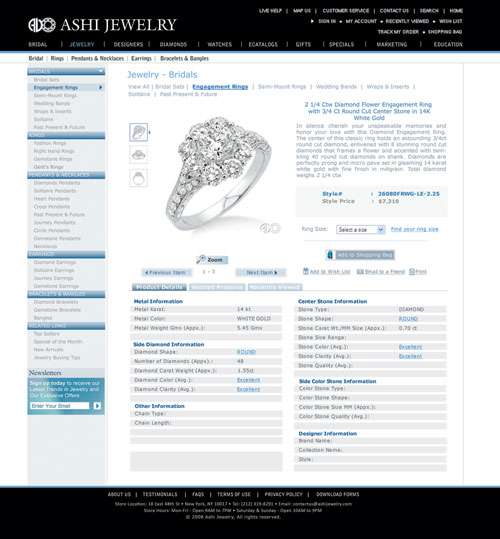 LIVE HELP | MAP US | CUSTOMER SERVICE | CONTACT US | SEARCH | HOME
ADO ASHI JEWELRY
SIGN IN • MY ACCOUNT • RECENTLY VIEWED • WISH LIST
TRACK MY ORDER • SHOPPING BAG
BRIDAL | JEWELRY | DESIGNERS | DIAMONDS | WATCHES | ECATALOGS | GIFTS | SPECIALS | MARKETING | EDUCATION
Bridal | Rings | Pendants & Necklaces | Earrings | Bracelets & Bangles
BRIDALS
Bridal Sets
Engagement Rings
Semi-Mount Rings
Wedding Bands
Wraps & Inserts
Solitaire
Past Present & Future
RINGS
Fashion Rings
Right Hand Rings
Gemstone Rings
Gent's Rings
PENDANTS & NECKLACES
Diamonds Pendants
Solitaire Pendants
Heart Pendants
Cross Pendants
Past Present & Future
Journey Pendants
Circle Pendants
Gemstone Pendants
Necklaces
EARRINGS
Diamond Earrings
Solitaire Earrings
Journey Earrings
Gemstone Earrings
BRACELETS & BANGLES
Diamond Bracelets
Gemstone Bracelets
Bangles
RELATED LINKS
Top Sellers
Special of the Month
New Arrivals
Jewelry Buying Tips
Newsletters
Sign up today to receive our
Latest Trends in Jewelry and
Our Exclusive Offers
Enter Your Email
Jewelry - Bridals
View All | Bridal Sets | Engagement Rings | Semi-Mount Rings | Wedding Bands | Wraps & Inserts |
Solitaire | Past Present & Future
2 1/4 Ctw Diamond Flower Engagement Ring
with 3/4 Ct Round Cut Center Stone in 14K
White Gold
In silence cherish your unspeakable memories and
honor your love with this Diamond Engagement Ring.
The center of this classic ring holds an astounding 3/4ct
round cut diamond, enlivened with 8 stunning round cut
diamonds that frames a flower and accented with twin-
kling 40 round cut diamonds on shank. Diamonds are
perfectly prong and micro pave set in gleaming 14 karat
white gold with fine finish in milligrain. Total diamond
weighs 2 1/4 ctw
Style# : 26080FRWG-LE-2.25
Style Price : $7,310
Ring Size: Select a size Find your ring size
Add to Shopping Bag
Add to Wish List Email to a Friend Print
Zoom
Previous Item 1 - 3 Next Item
Product Details Related Products Recently Viewed
Metal Information
Metal Karat: 14 kt
Metal Color: WHITE GOLD
Metal Weight Gms (Appx.): 5.45 Gms
Side Diamond Information
Diamond Shape: ROUND
Number of Diamonds (Appx.): 48
Diamond Carat Weight (Appx.): 1.55ct
Diamond Color (Avg.): Excellent
Diamond Clarity (Avg.): Excellent
Other Information
Chain Type:
Chain Length:
Center Stone Information
Stone Type: DIAMOND
Stone Shape: ROUND
Stone Carat Wt./MM Size (Appx.): 0.70 ct
Stone Size Range:
Stone Color (Avg.): Excellent
Stone Clarity (Avg.): Excellent
Stone Quality (Avg.):
Side Color Stone Information
Color Stone Type:
Color Stone Shape:
Color Stone Size MM (Appx.):
Color Stone Quality (Avg.):
Designer Information
Brand Name:
Collection Name:
Style:
ABOUT US | TESTIMONIALS | FAQS | TERMS OF USE | PRIVACY POLICY | DOWNLOAD FORMS
Store Location: 18 East 48th St • New York, NY 10017 • Tel: (212) 319-8291 • Email: contactus@ashijewelry.com
Store Hours: Mon-Fri : Open 9AM to 7PM • Saturday & Sunday : Open 10AM to 9PM
© 2008 Ashi Jewelry, All rights reserved.